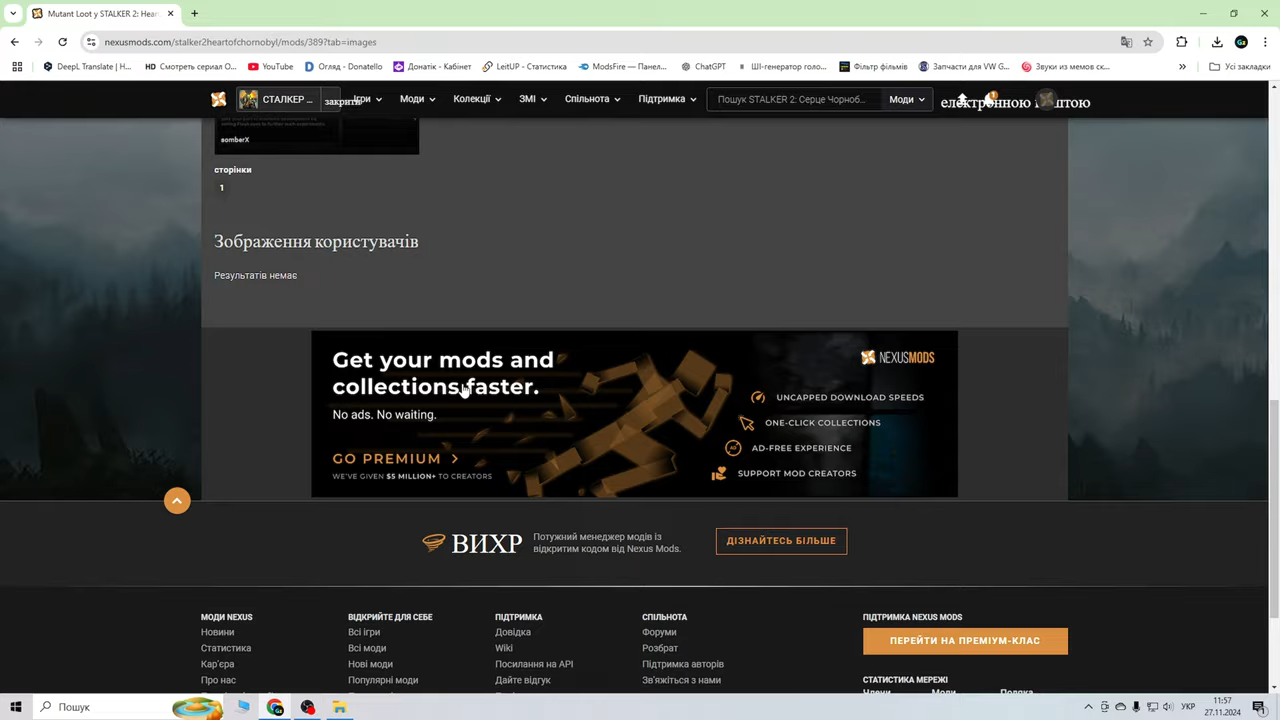 Mutant Loot у STALKER 2: Hear
nexusmods.com/stalker2heartofchornobyl/mods/389?tab=images
DeepL Translate | Н...
HD Смотреть сериал О...
YouTube
Огляд - Donatello
Донатік - Кабінет
LeitUP - Статистика
ModsFire — Панел...
ChatGPT
ШІ-генератор голо...
Фільтр фільмів
Запчасти для VW G...
Звуки из мемов ск...
Усі закладки
СТАЛКЕР ...
закрити
Ігри
Моди
Колекції
ЗМІ
Спільнота
Підтримка
Пошук STALKER 2: Серце Чорноб...
Моди
електронною поштою
somberX
сторінки
1
Зображення користувачів
Результатів немає
Get your mods and
collections faster.
No ads. No waiting.
GO PREMIUM
WE'VE GIVEN $5 MILLION+ TO CREATORS
NEXUSMODS
UNCAPPED DOWNLOAD SPEEDS
ONE-CLICK COLLECTIONS
AD-FREE EXPERIENCE
SUPPORT MOD CREATORS
ВИХР
Потужний менеджер модів із
відкритим кодом від Nexus Mods.
ДІЗНАЙТЕСЬ БІЛЬШЕ
МОДИ NEXUS
Новини
Статистика
Кар'єра
Про нас
ВІДКРИЙТЕ ДЛЯ СЕБЕ
Всі ігри
Всі моди
Нові моди
Популярні моди
ПІДТРИМКА
Довідка
Wiki
Посилання на API
Дайте відгук
СПІЛЬНОТА
Форуми
Розбрат
Підтримка авторів
Зв'яжіться з нами
ПІДТРИМКА NEXUS MODS
ПЕРЕЙТИ НА ПРЕМІУМ-КЛАС
СТАТИСТИКА МЕРЕЖІ
Члени
Моди
Подяка
Пошук
УКР
11:57
27.11.2024